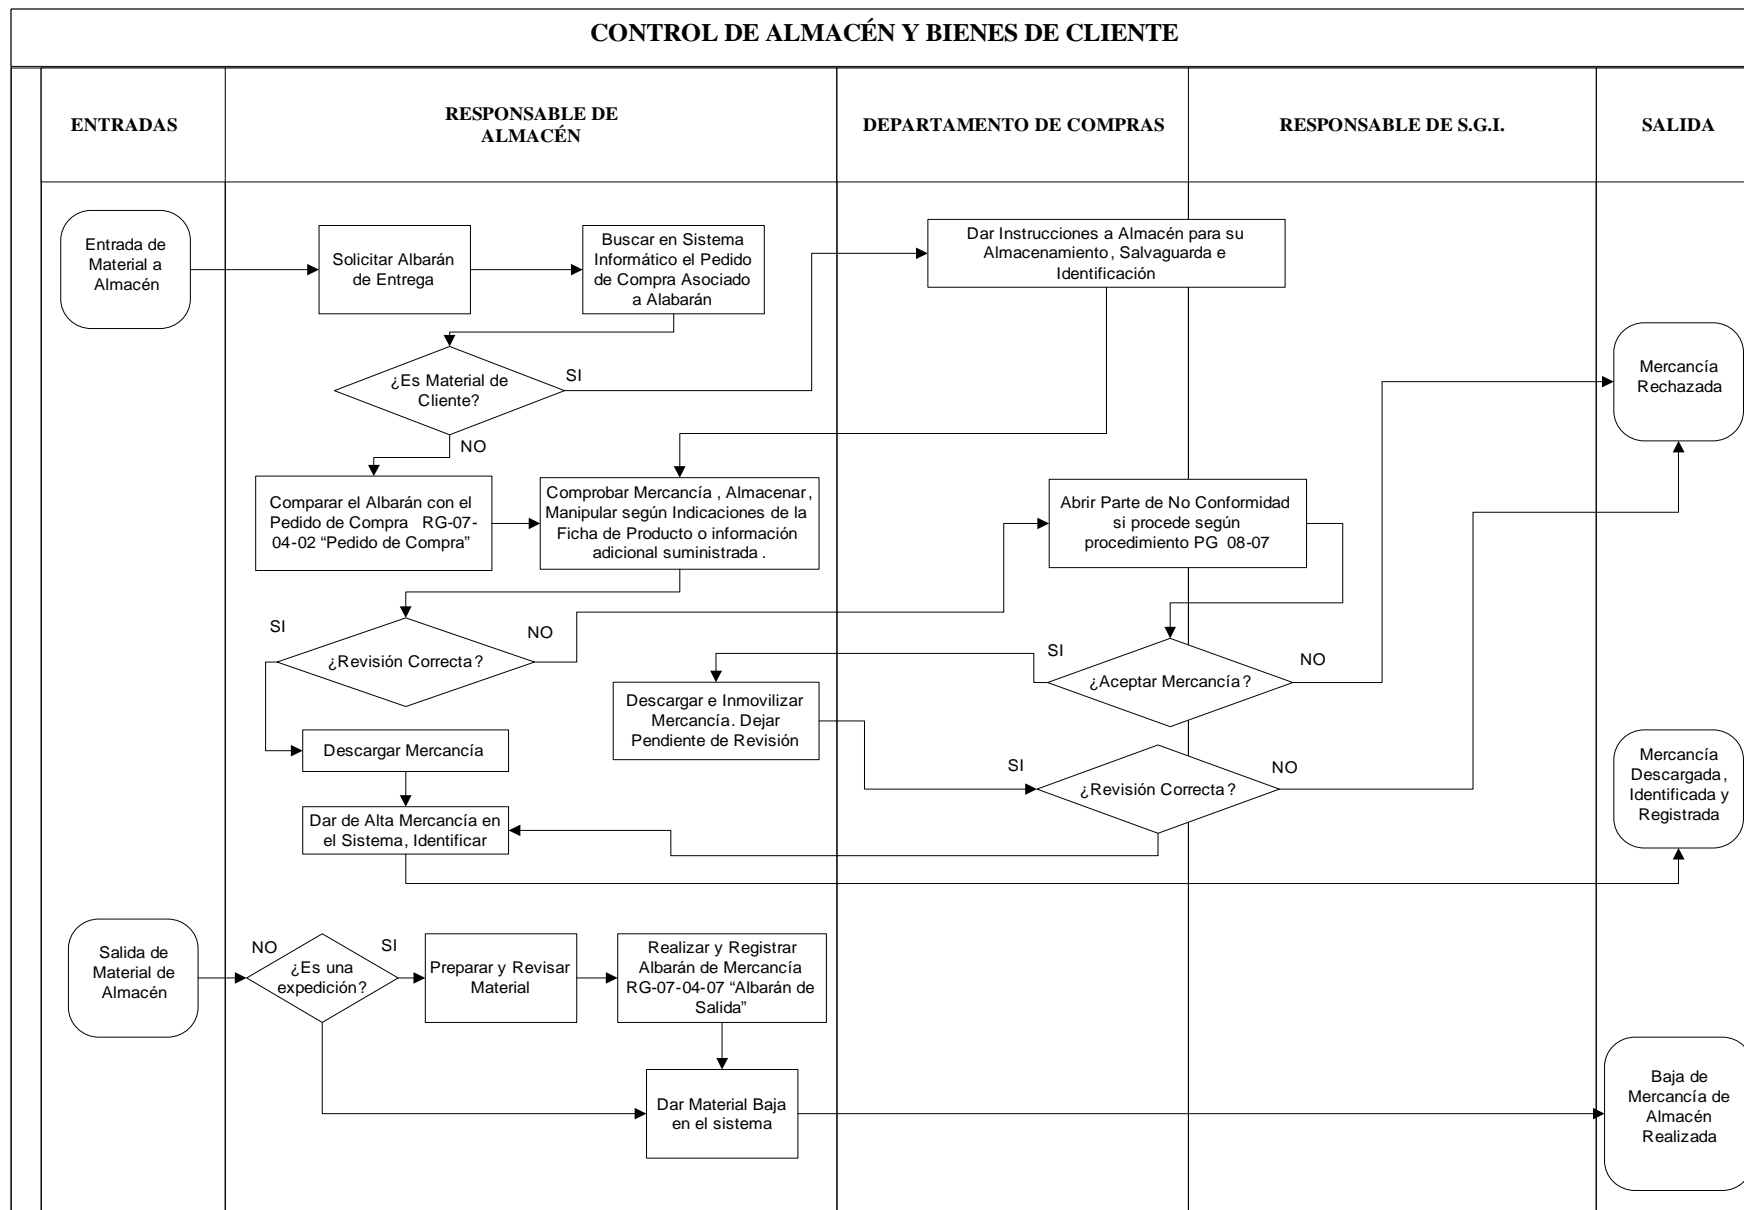 CONTROL DE ALMACÉN Y BIENES DE CLIENTE
ENTRADAS
RESPONSABLE DE
ALMACÉN
DEPARTAMENTO DE COMPRAS
RESPONSABLE DE S.G.I.
SALIDA
Entrada de
Material a
Almacén
Solicitar Albarán
de Entrega
Buscar en Sistema
Informático el Pedido
de Compra Asociado
a Alabarán
Dar Instrucciones a Almacén para su
Almacenamiento, Salvaguarda e
Identificación
¿Es Material de
Cliente?
SI
NO
Mercancía
Rechazada
Comparar el Albarán con el
Pedido de Compra RG-07-
04-02 “Pedido de Compra”
Comprobar Mercancía , Almacenar,
Manipular según Indicaciones de la
Ficha de Producto o información
adicional suministrada .
Abrir Parte de No Conformidad
si procede según
procedimiento PG 08-07
SI
¿Revisión Correcta?
NO
SI
¿Aceptar Mercancía?
NO
Descargar e Inmovilizar
Mercancía. Dejar
Pendiente de Revisión
Descargar Mercancía
SI
¿Revisión Correcta?
NO
Mercancía
Descargada,
Identificada y
Registrada
Dar de Alta Mercancía en
el Sistema, Identificar
Salida de
Material de
Almacén
NO
¿Es una
expedición?
SI
Preparar y Revisar
Material
Realizar y Registrar
Albarán de Mercancía
RG-07-04-07 “Albarán de
Salida”
Dar Material Baja
en el sistema
Baja de
Mercancía de
Almacén
Realizada